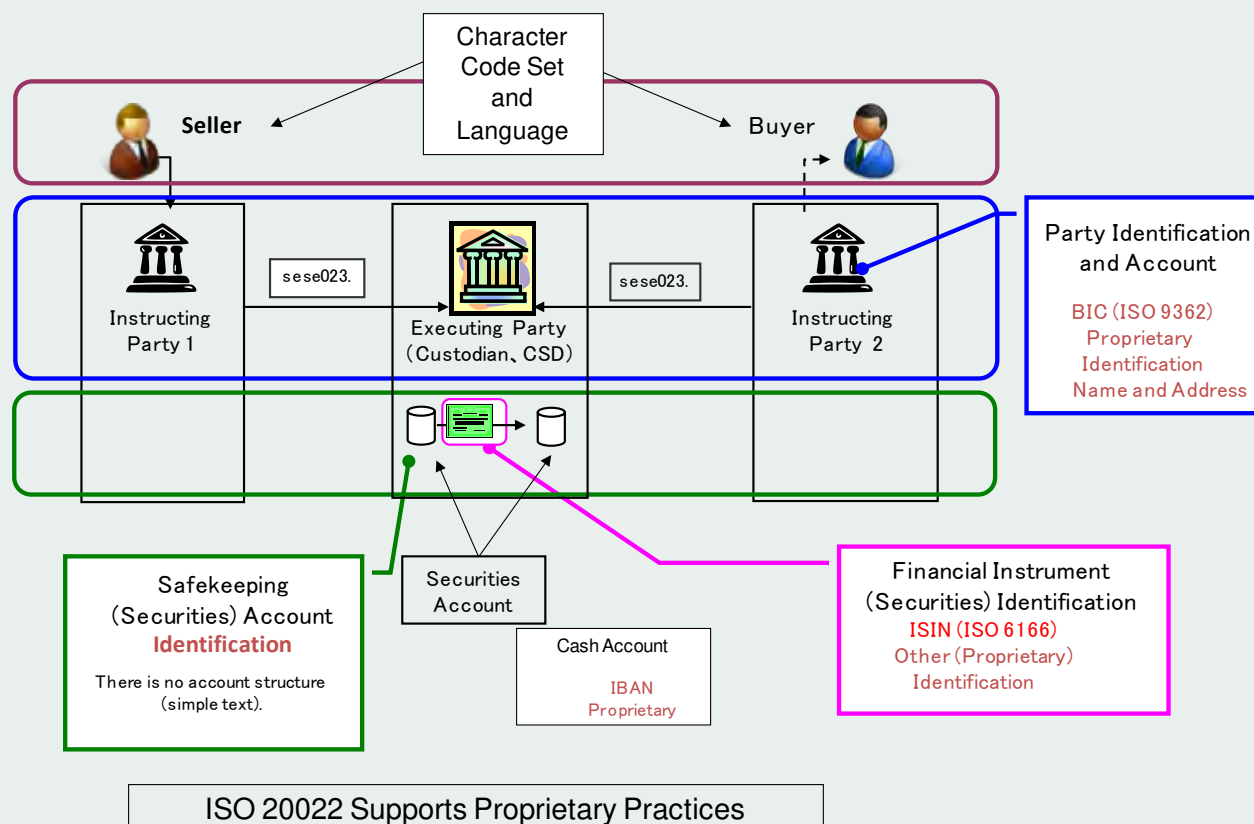 Character
Code Set
and
Language
Seller
Buyer
sese023.
sese023.
Instructing
Party 1
Executing Party
(Custodian、CSD)
Instructing
Party 2
Party Identification
and Account
BIC (ISO 9362)
Proprietary
Identification
Name and Address
Safekeeping
(Securities) Account
Identification
There is no account structure
(simple text).
Securities
Account
Cash Account
IBAN
Proprietary
Financial Instrument
(Securities) Identification
ISIN (ISO 6166)
Other (Proprietary)
Identification
ISO 20022 Supports Proprietary Practices